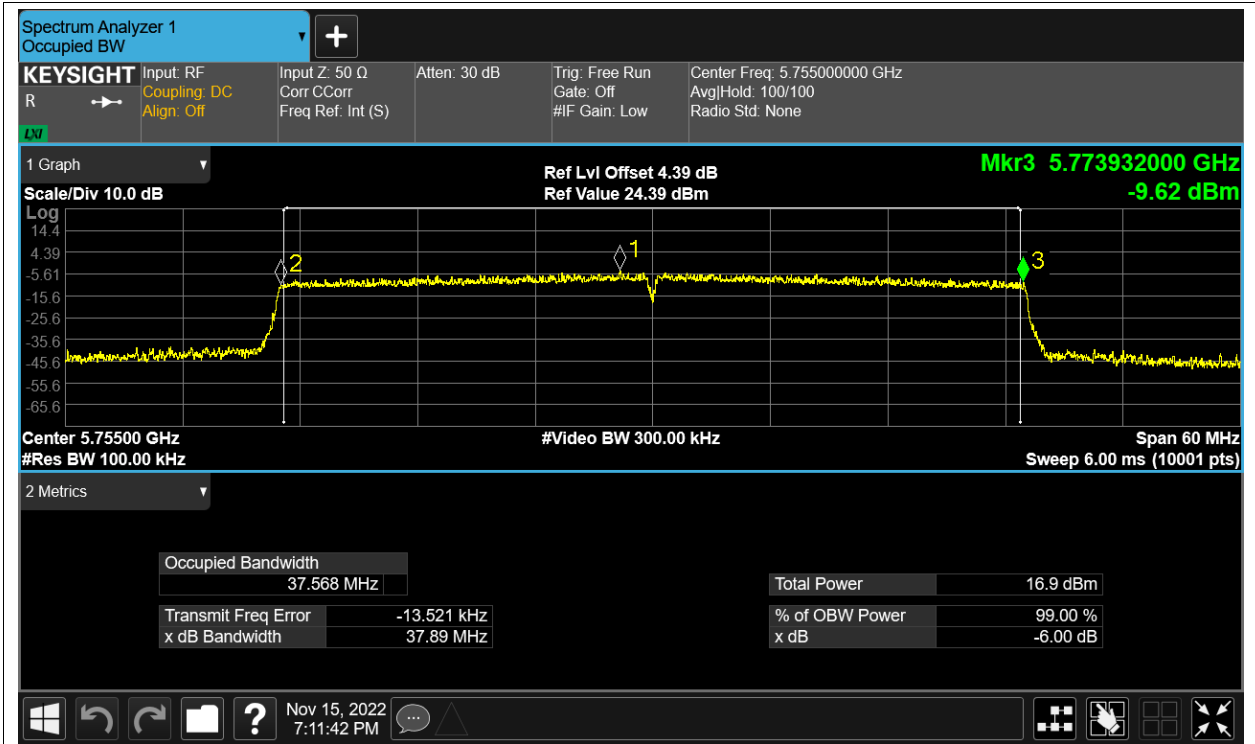 Spectrum Analyzer 1
Occupied BW
▼
+
KEYSIGHT
R
LXI
Input: RF
Coupling: DC
Align: Off
Input Z: 50 Ω
Corr CCorr
Freq Ref: Int (S)
Atten: 30 dB
Trig: Free Run
Gate: Off
#IF Gain: Low
Center Freq: 5.755000000 GHz
Avg|Hold: 100/100
Radio Std: None
1 Graph ▼
Scale/Div 10.0 dB
Ref Lvl Offset 4.39 dB
Ref Value 24.39 dBm
Mkr3 5.773932000 GHz
-9.62 dBm
Log
14.4
4.39
-5.61
-15.6
-25.6
-35.6
-45.6
-55.6
-65.6
2
1
3
Center 5.75500 GHz
#Res BW 100.00 kHz
#Video BW 300.00 kHz
Span 60 MHz
Sweep 6.00 ms (10001 pts)
2 Metrics ▼
Occupied Bandwidth
37.568 MHz
Transmit Freq Error -13.521 kHz
x dB Bandwidth 37.89 MHz
Total Power 16.9 dBm
% of OBW Power 99.00 %
x dB -6.00 dB
?
Nov 15, 2022
7:11:42 PM